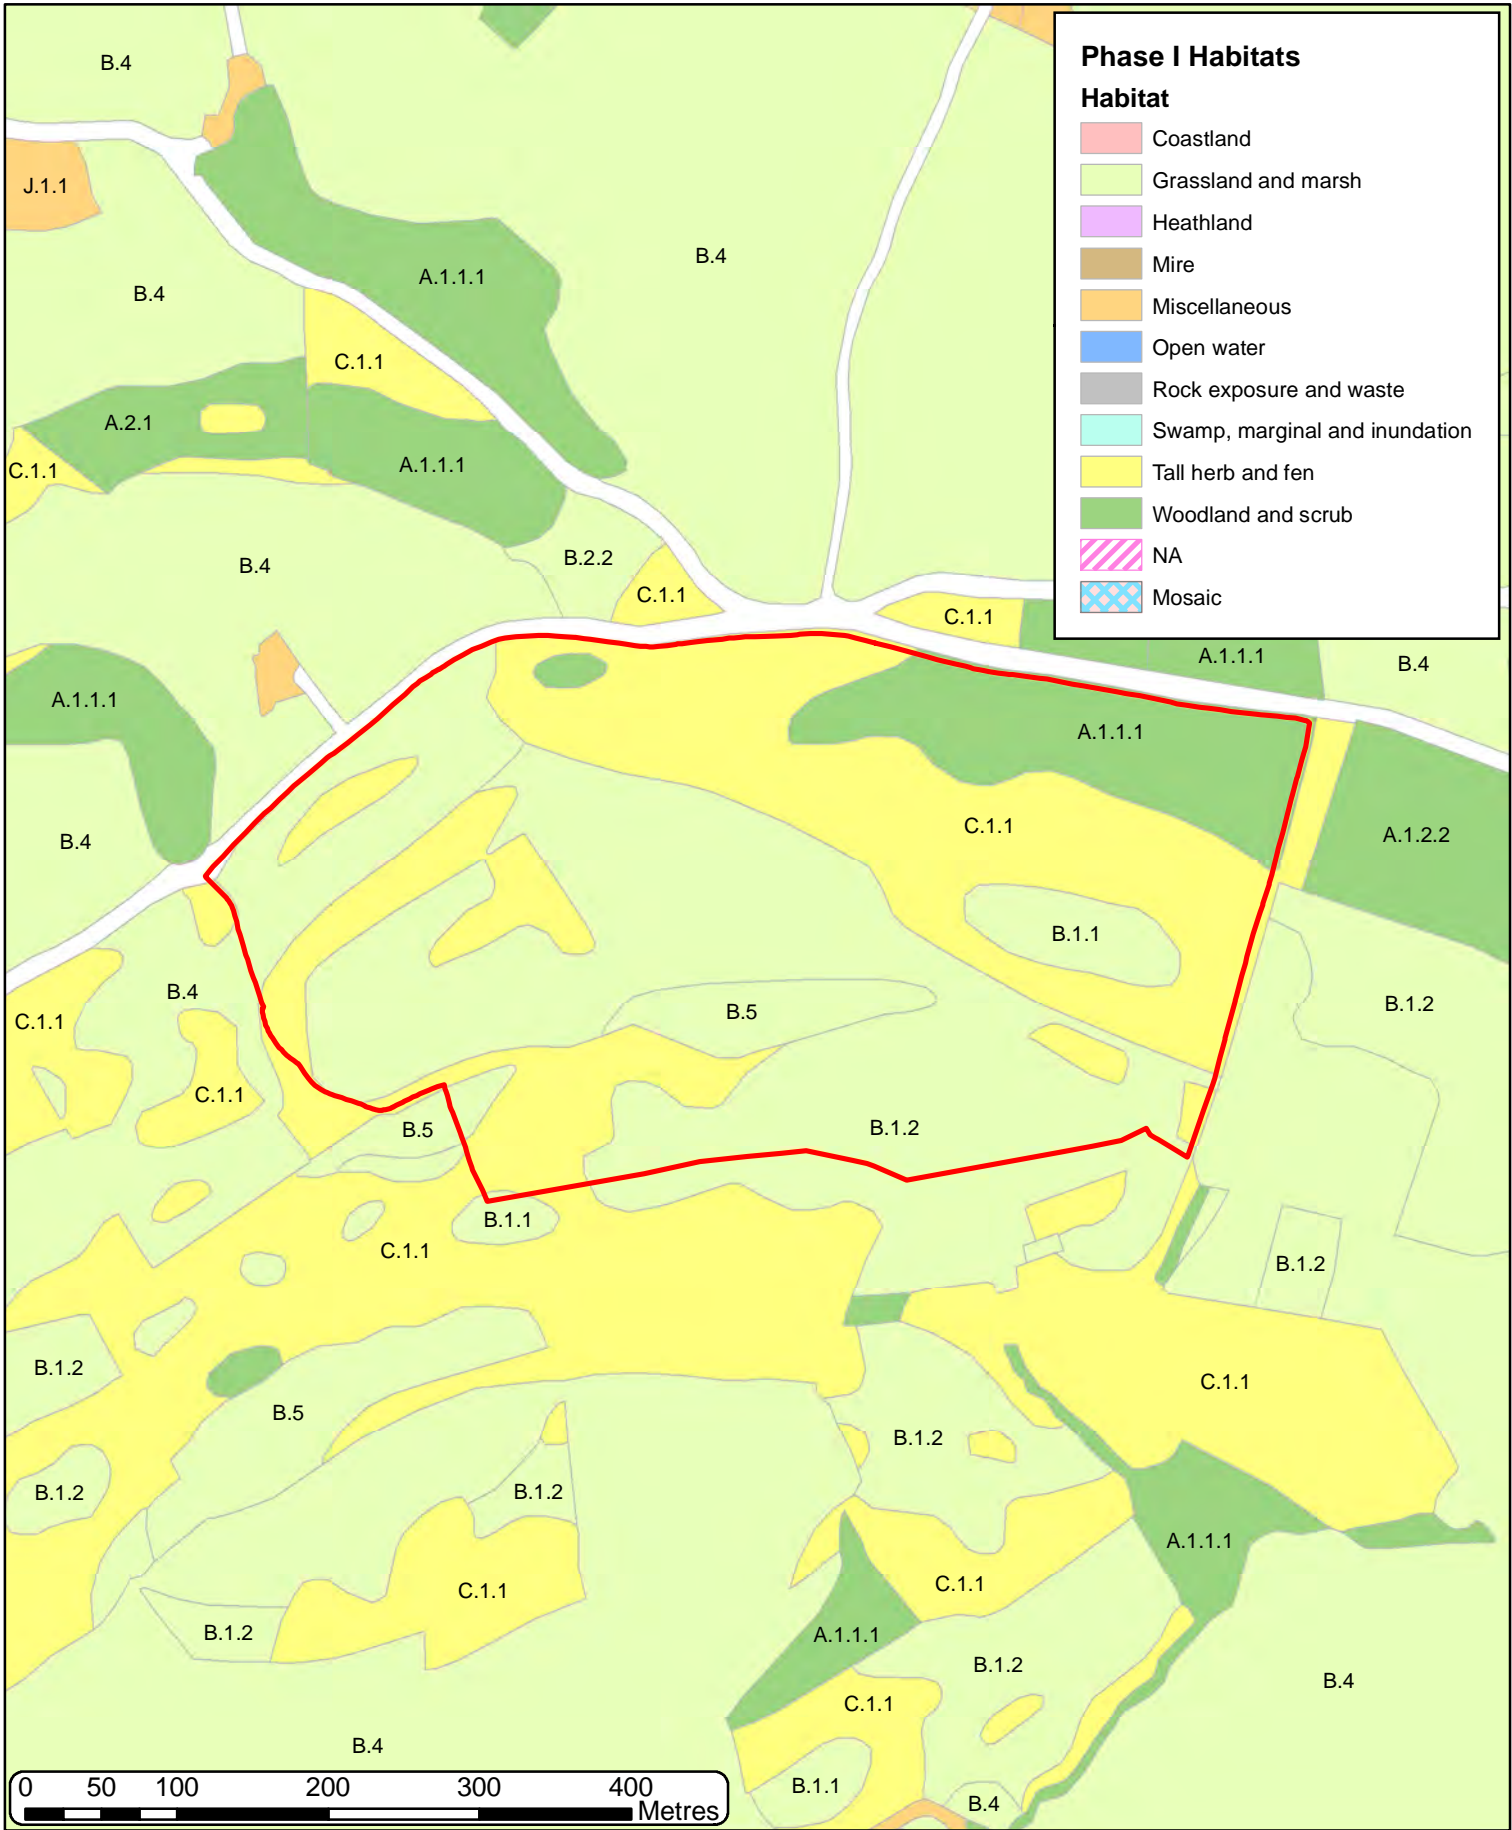 Phase I Habitats
Habitat
Coastland
Grassland and marsh
Heathland
Mire
Miscellaneous
Open water
Rock exposure and waste
Swamp, marginal and inundation
Tall herb and fen
Woodland and scrub
NA
Mosaic
B.4
J.1.1
B.4
A.1.1.1
B.4
C.1.1
A.2.1
C.1.1
A.1.1.1
B.4
B.2.2
C.1.1
C.1.1
A.1.1.1
B.4
A.1.1.1
A.1.1.1
B.4
C.1.1
A.1.2.2
B.1.1
B.4
B.5
B.1.2
C.1.1
C.1.1
B.5
B.1.2
B.1.1
C.1.1
B.1.2
B.1.2
C.1.1
B.5
B.1.2
B.1.2
B.1.2
A.1.1.1
C.1.1
C.1.1
B.1.2
A.1.1.1
B.1.2
B.4
C.1.1
B.4
B.1.1
B.4
0 50 100 200 300 400
Metres